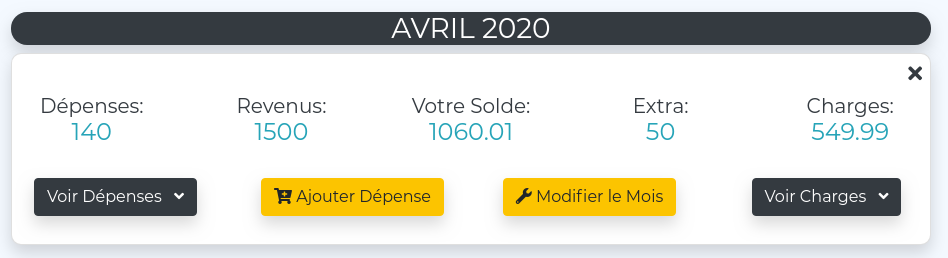 AVRIL 2020
Dépenses: Revenus: Votre Solde: Extra: Charges:
140 1500 1060.01 50 549.99
Voir Dépenses Ajouter Dépense Modifier le Mois Voir Charges